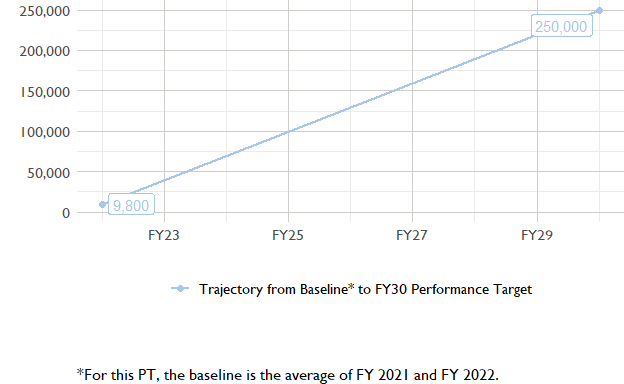 250,000
250,000
200,000
150,000
100,000
50,000
9,800
0
FY23 FY25 FY27 FY29
Trajectory from Baseline* to FY30 Performance Target
*For this PT, the baseline is the average of FY 2021 and FY 2022.